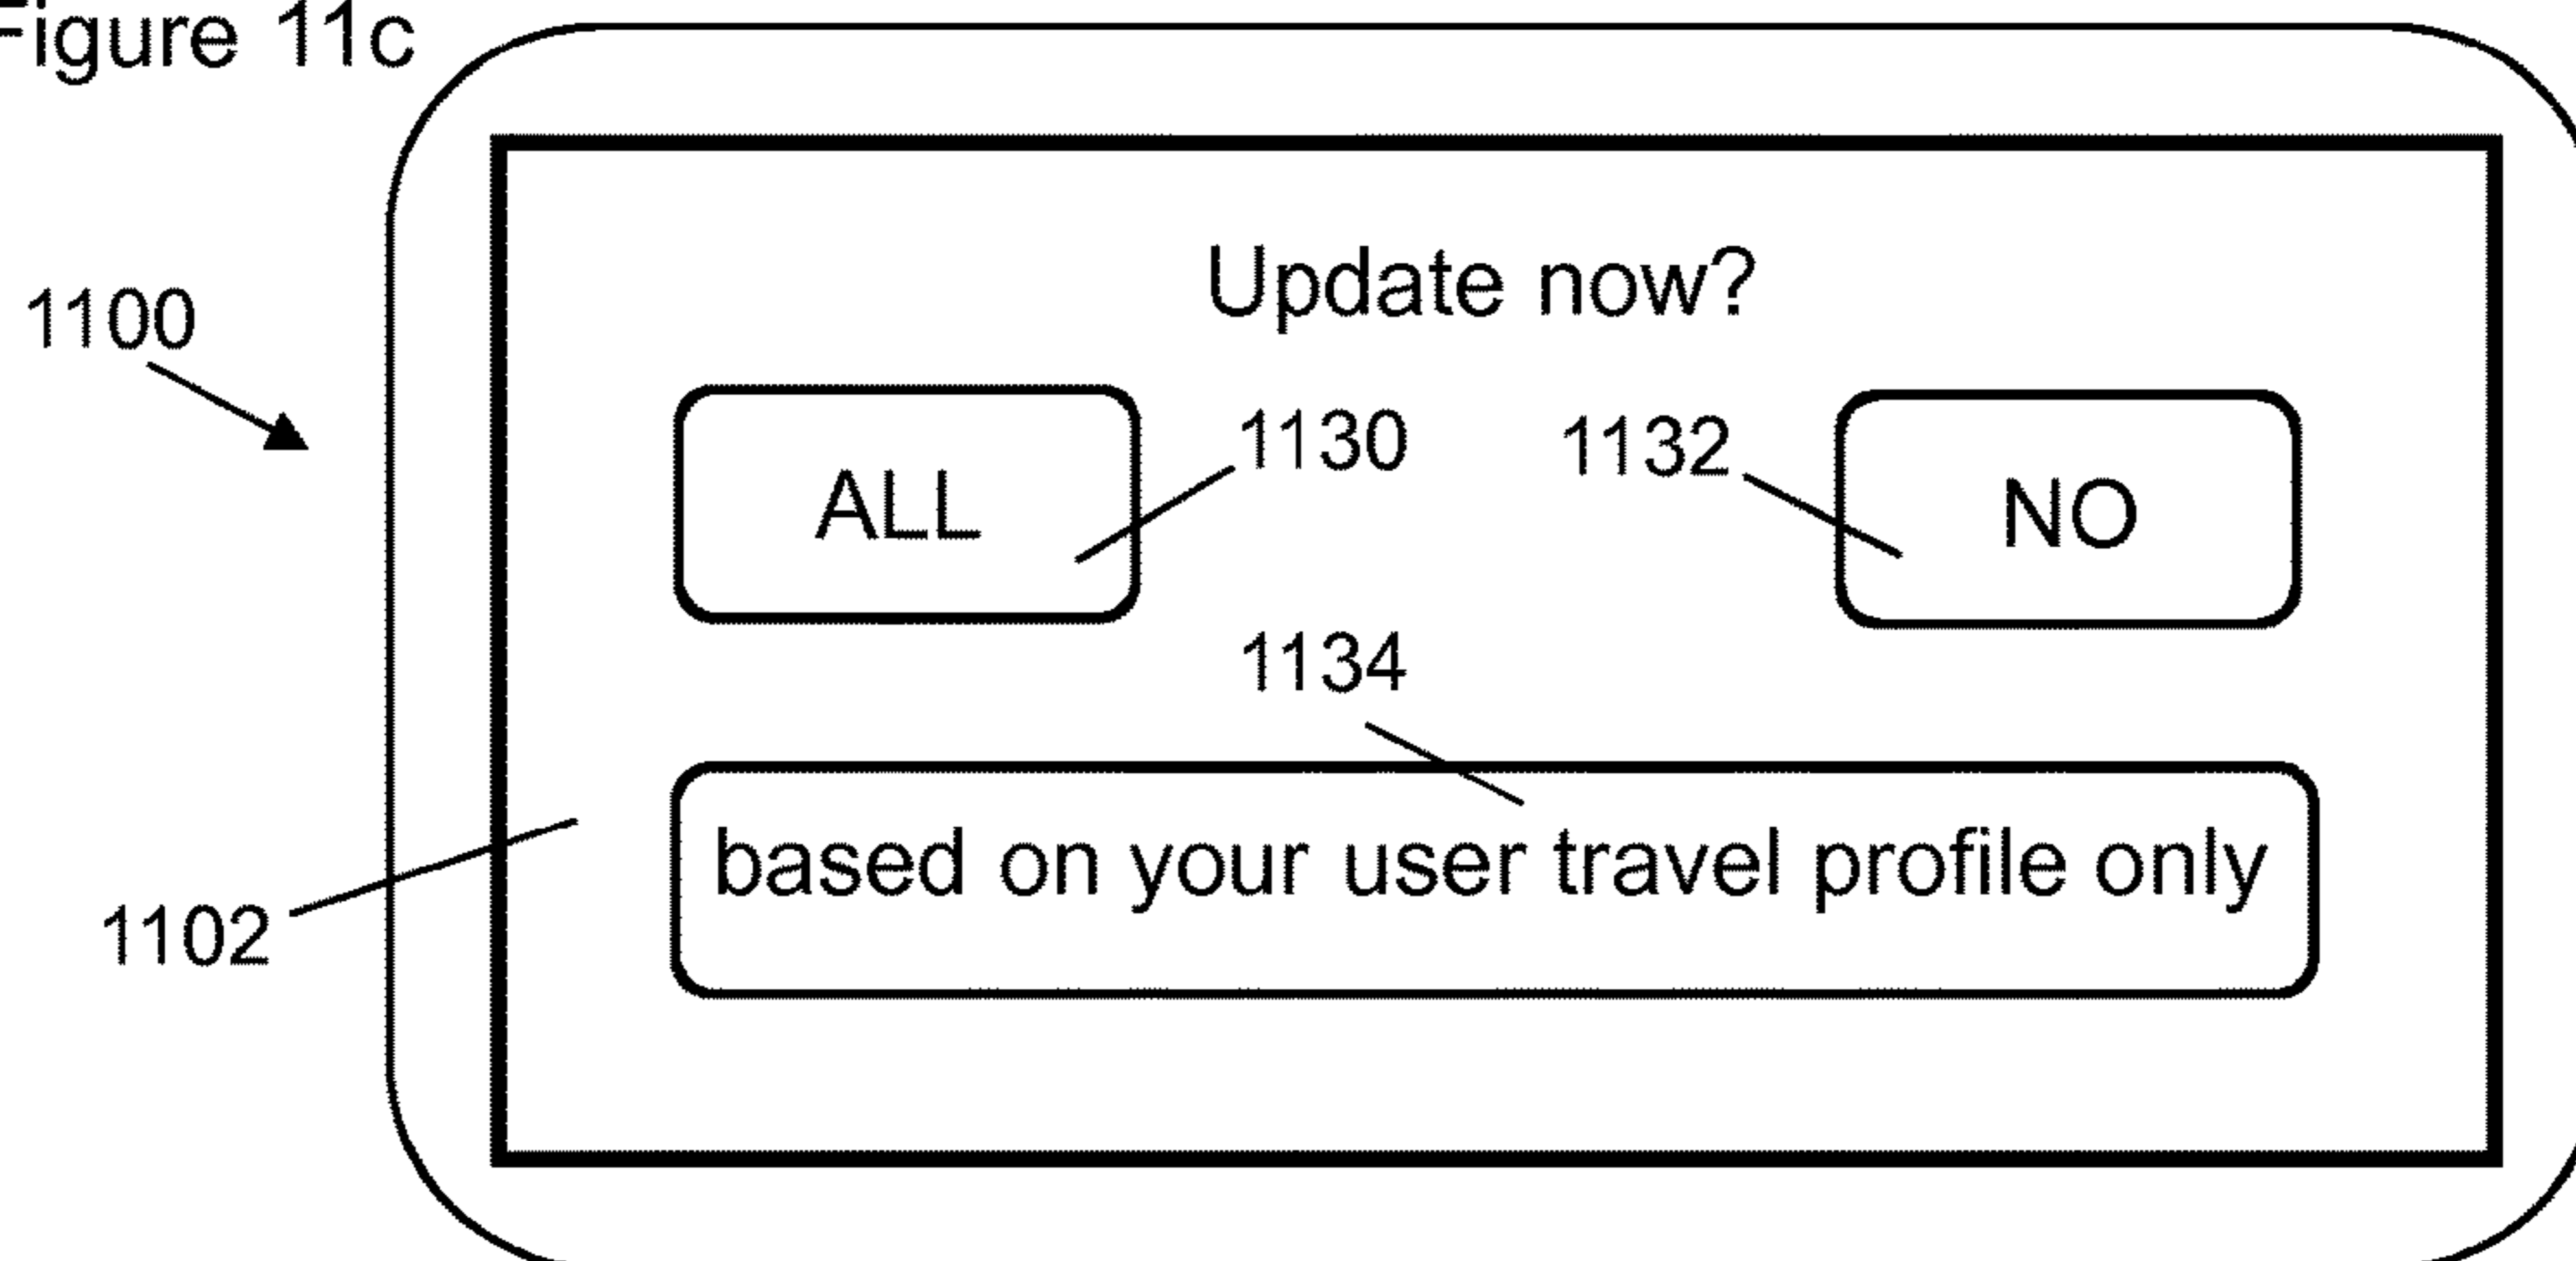 Figure 11c
Update now?
1100
ALL
1130
1132
NO
1134
based on your user travel profile only
1102